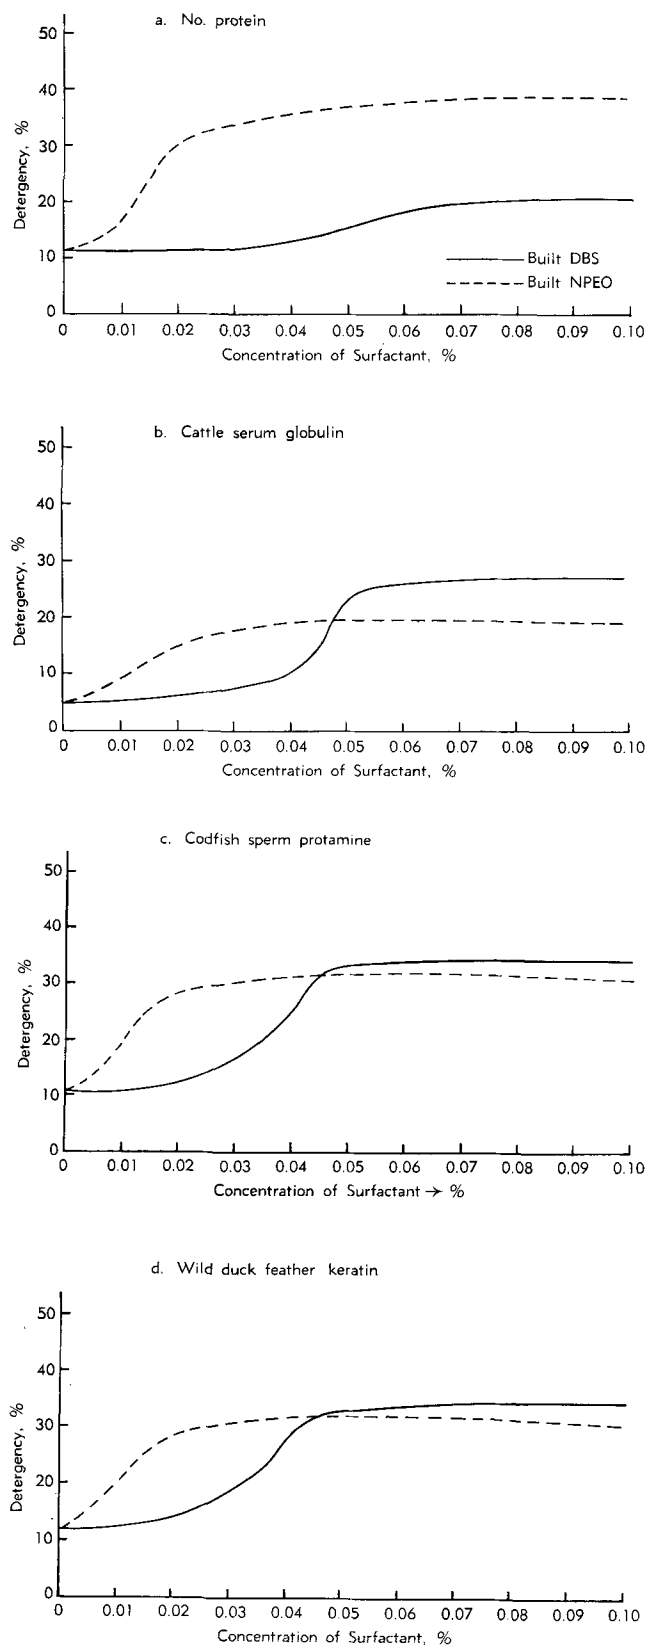 a. No. protein
50
40
30
20
10
0
Detergency, %
Built DBS
Built NPEO
0 0.01 0.02 0.03 0.04 0.05 0.06 0.07 0.08 0.09 0.10
Concentration of Surfactant, %
b. Cattle serum globulin
50
40
30
20
10
0
Detergency, %
0 0.01 0.02 0.03 0.04 0.05 0.06 0.07 0.08 0.09 0.10
Concentration of Surfactant, %
c. Codfish sperm protamine
50
40
30
20
10
0
Detergency, %
0 0.01 0.02 0.03 0.04 0.05 0.06 0.07 0.08 0.09 0.10
Concentration of Surfactant → %
d. Wild duck feather keratin
50
40
30
20
10
0
Detergency, %
0 0.01 0.02 0.03 0.04 0.05 0.06 0.07 0.08 0.09 0.10
Concentration of Surfactant, %